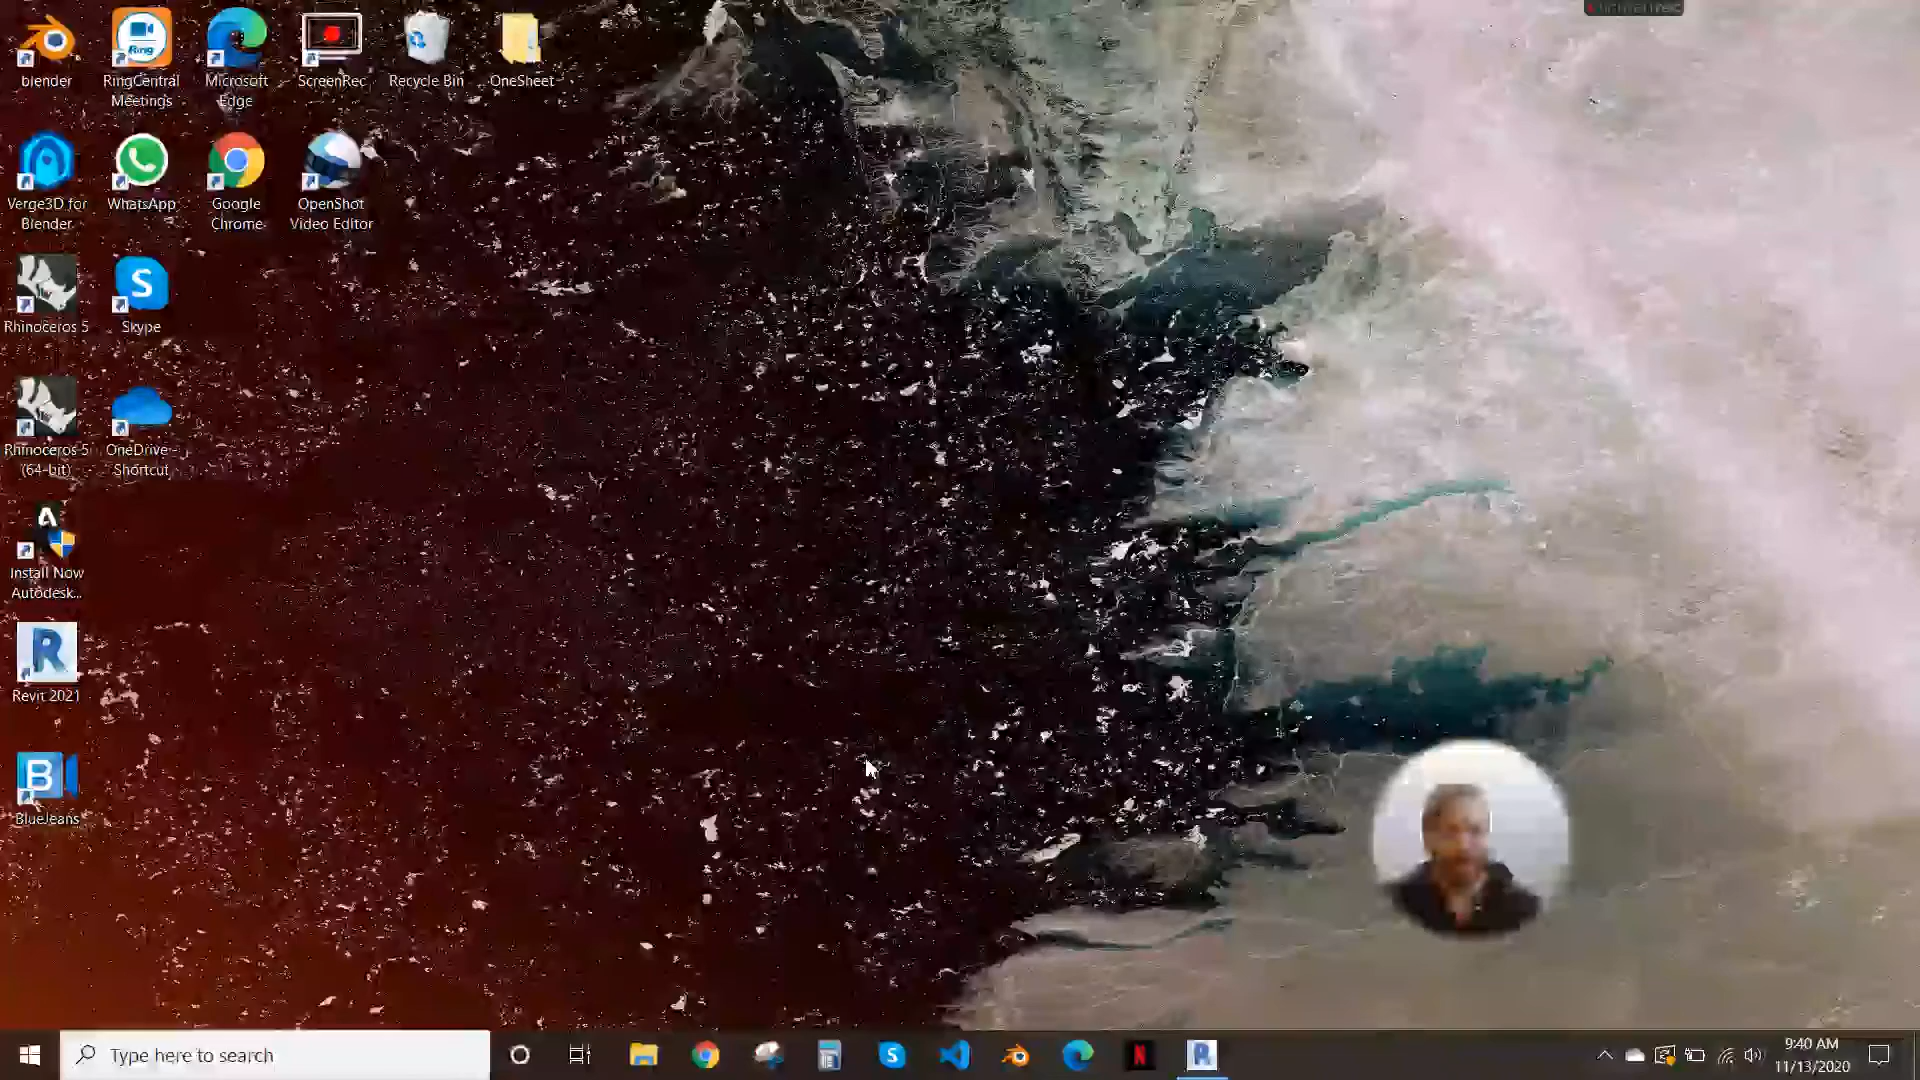 blender
RingCentral
Meetings
Microsoft
Edge
ScreenRec
Recycle Bin
OneSheet
Ring
Verge3D for
Blender
WhatsApp
Google
Chrome
OpenShot
Video Editor
Rhinoceros 5
Skype
Rhinoceros 5
(64-bit)
OneDrive -
Shortcut
Install Now
Autodesk...
Revit 2021
BlueJeans
Type here to search
9:40 AM
11/13/2020